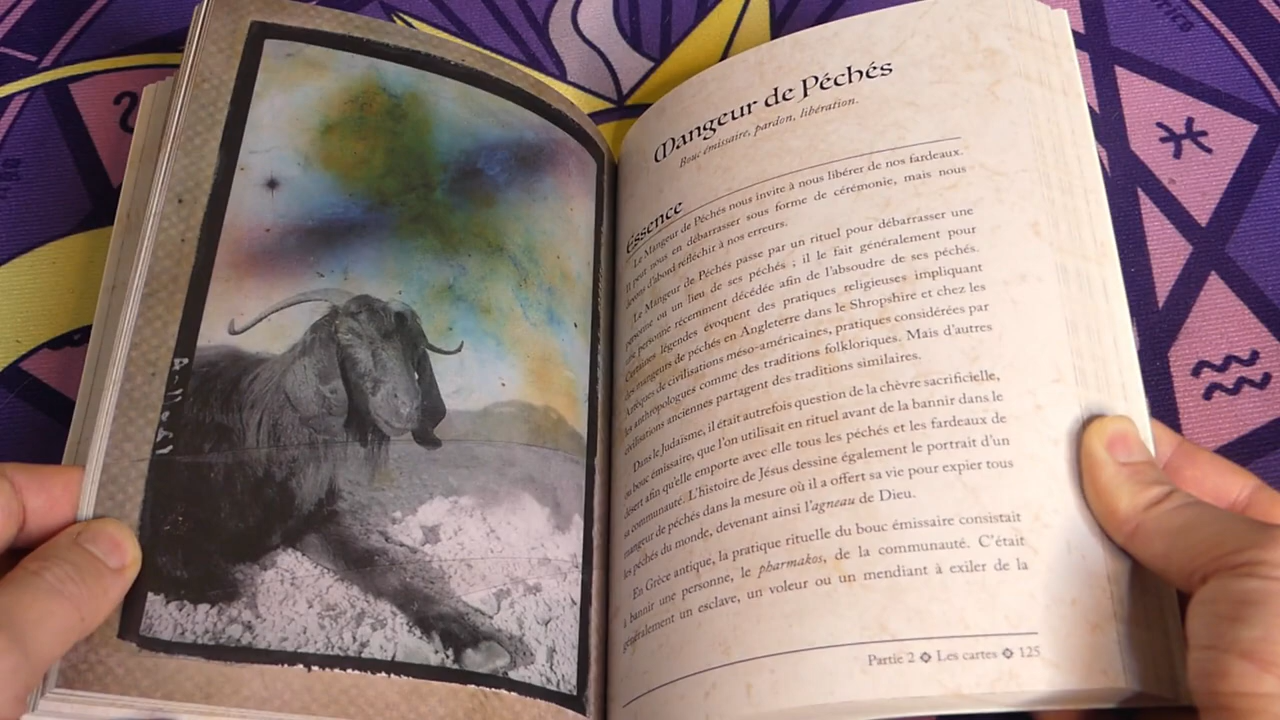 Mangeur de Péchés
Bouc émissaire, pardon, libération.
Essence
Le Mangeur de Péchés nous invite à nous libérer de nos fardeaux.
Il peut nous en débarrasser sous forme de cérémonie, mais nous
devons d'abord réfléchir à nos erreurs.
Le Mangeur de Péchés passe par un rituel pour débarrasser une
personne ou un lieu de ses péchés ; il le fait généralement pour
une personne récemment décédée afin de l'absoudre de ses péchés.
Certaines légendes évoquent des pratiques religieuses impliquant
des mangeurs de péchés en Angleterre dans le Shropshire et chez les
Aztèques de civilisations méso-américaines, pratiques considérées par
les anthropologues comme des traditions folkloriques. Mais d'autres
civilisations anciennes partagent des traditions similaires.
Dans le Judaïsme, il était autrefois question de la chèvre sacrificielle,
ou bouc émissaire, que l'on utilisait en rituel avant de la bannir dans le
désert afin qu'elle emporte avec elle tous les péchés et les fardeaux de
sa communauté. L'histoire de Jésus dessine également le portrait d'un
mangeur de péchés dans la mesure où il a offert sa vie pour expier tous
les péchés du monde, devenant ainsi l'agneau de Dieu.
En Grèce antique, la pratique rituelle du bouc émissaire consistait
à bannir une personne, le pharmakos, de la communauté. C'était
généralement un esclave, un voleur ou un mendiant à exiler de la
Partie 2 ❖ Les cartes ❖ 125